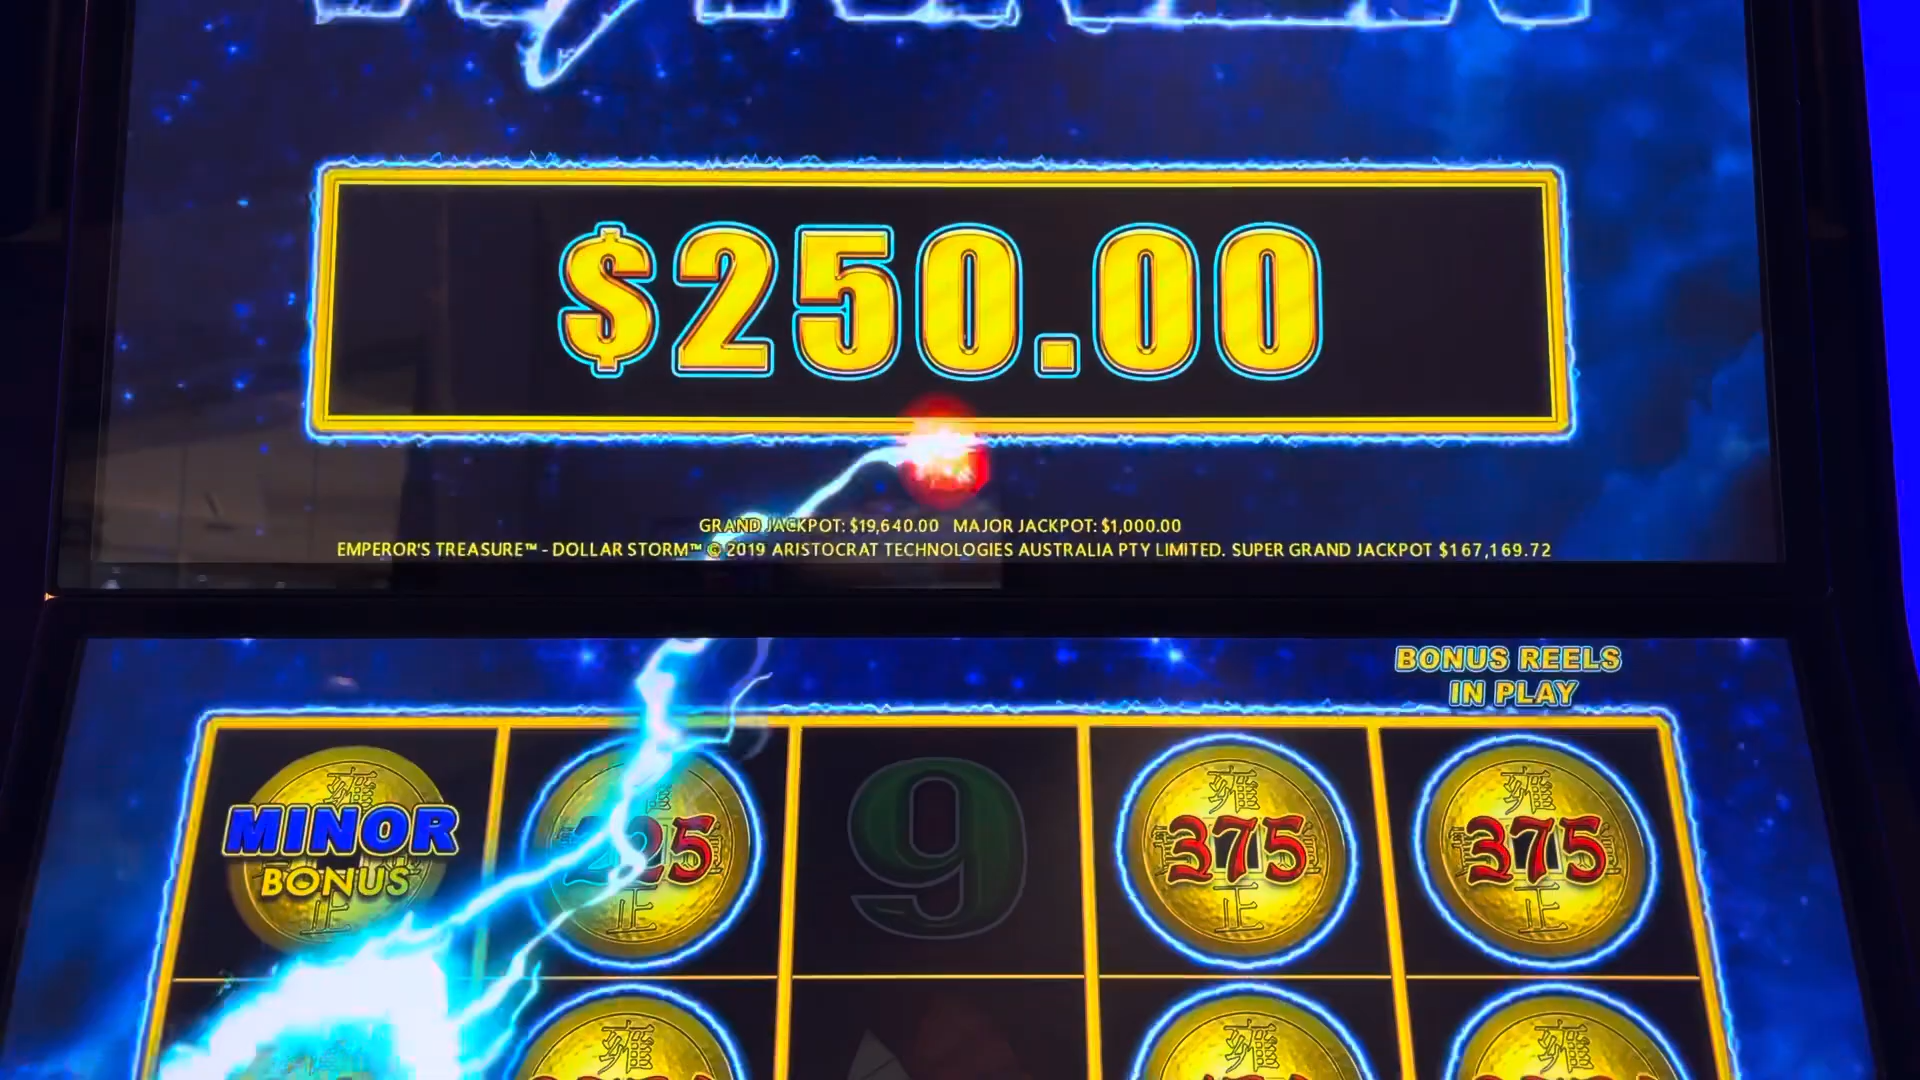 $250.00
GRAND JACKPOT: $19,640.00 MAJOR JACKPOT: $1,000.00
EMPEROR'S TREASURE™ - DOLLAR STORM™ © 2019 ARISTOCRAT TECHNOLOGIES AUSTRALIA PTY LIMITED. SUPER GRAND JACKPOT $167,169.72
BONUS REELS
IN PLAY
MINOR
BONUS
225
9
375
375